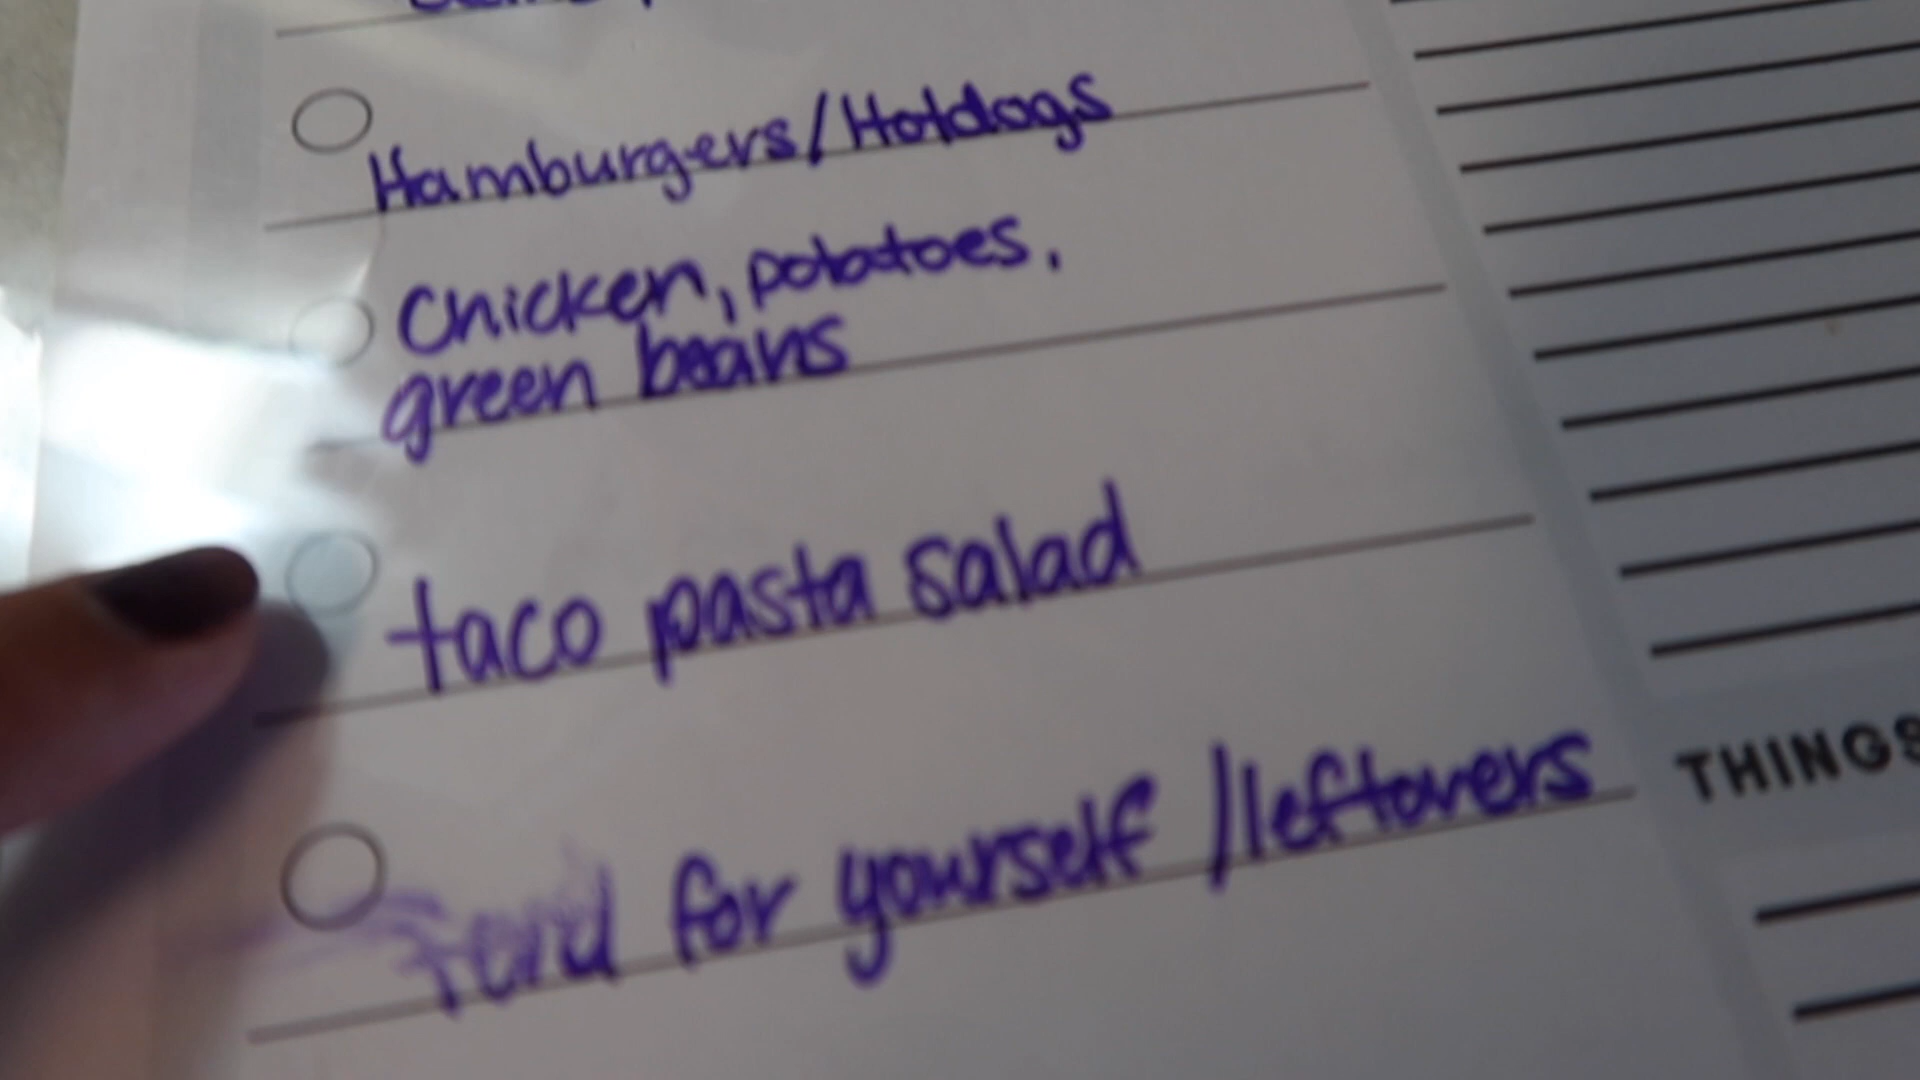 Hamburgers/Hotdogs
Chicken, potatoes,
green beans
taco pasta salad
Fend for yourself /leftovers
THINGS